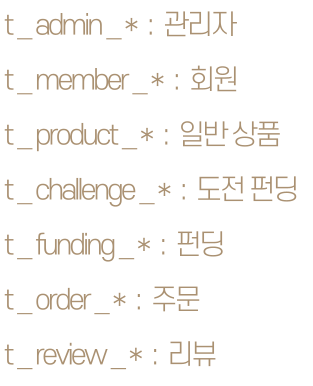 t_admin_* : 관리자
t_member_* : 회원
t_product_* : 일반 상품
t_challenge_* : 도전 펀딩
t_funding_* : 펀딩
t_order_* : 주문
t_review_* : 리뷰